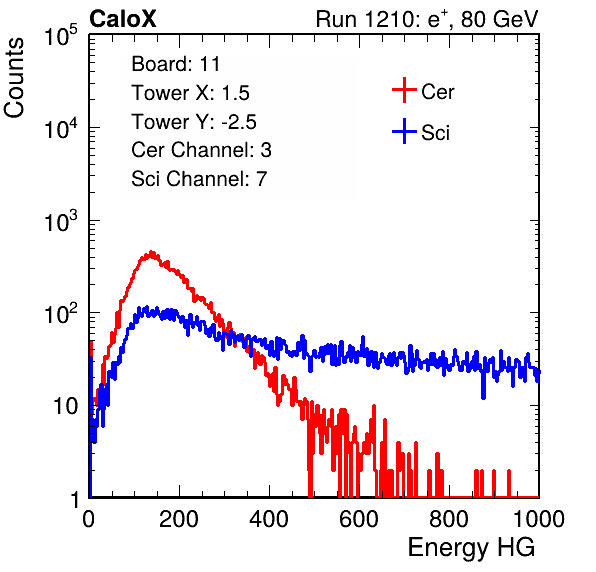 CaloX Run 1210: e⁺, 80 GeV
Counts
10⁵
10⁴
10³
10²
10
1
Board: 11
Tower X: 1.5
Tower Y: -2.5
Cer Channel: 3
Sci Channel: 7
Cer
Sci
0 200 400 600 800 1000
Energy HG